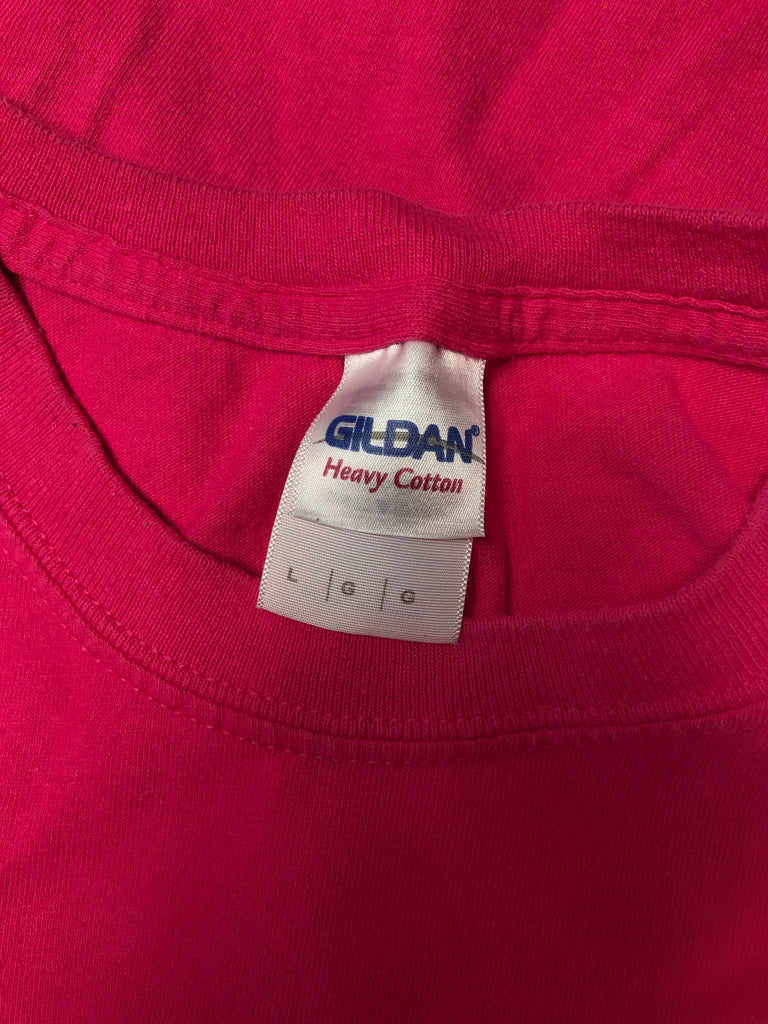 GILDAN®
Heavy Cotton
L | G | G